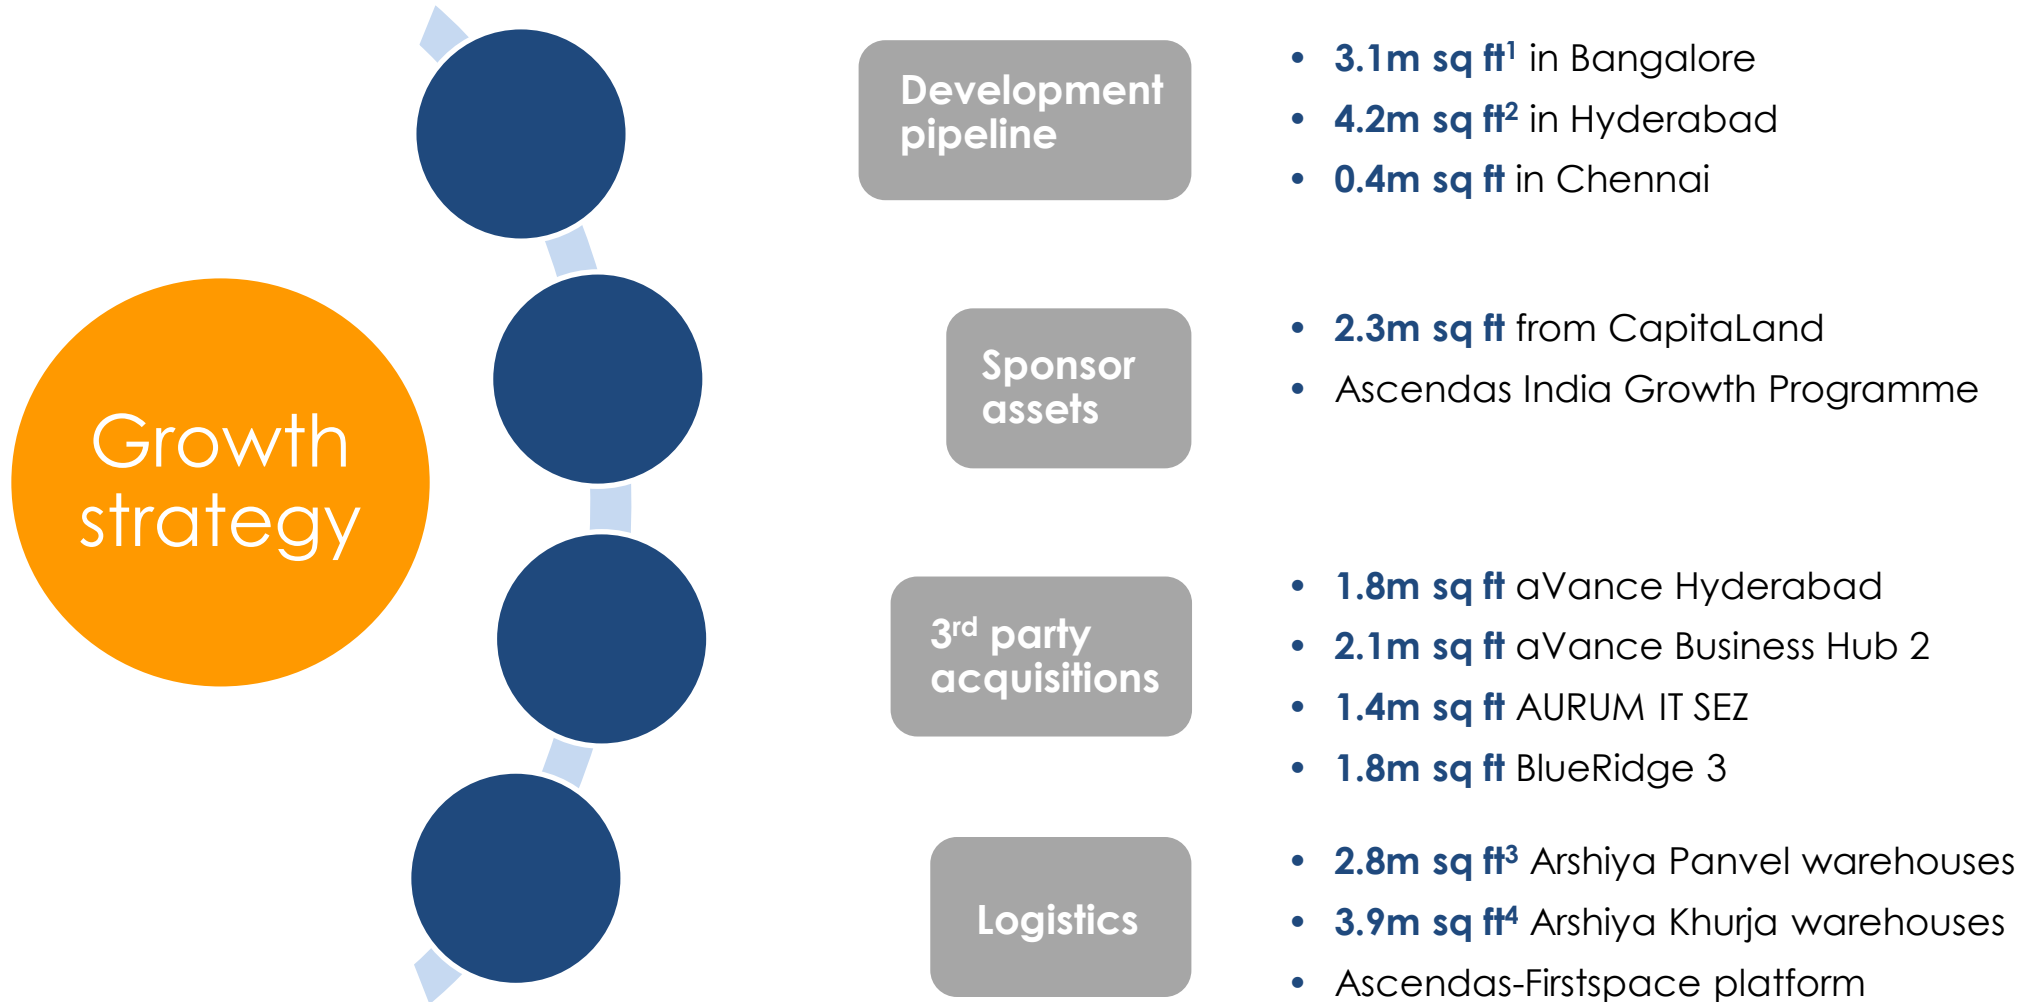 Growth
strategy
Development
pipeline
• 3.1m sq ft¹ in Bangalore
• 4.2m sq ft² in Hyderabad
• 0.4m sq ft in Chennai
Sponsor
assets
• 2.3m sq ft from CapitaLand
• Ascendas India Growth Programme
3rd party
acquisitions
• 1.8m sq ft aVance Hyderabad
• 2.1m sq ft aVance Business Hub 2
• 1.4m sq ft AURUM IT SEZ
• 1.8m sq ft BlueRidge 3
Logistics
• 2.8m sq ft³ Arshiya Panvel warehouses
• 3.9m sq ft⁴ Arshiya Khurja warehouses
• Ascendas-Firstspace platform